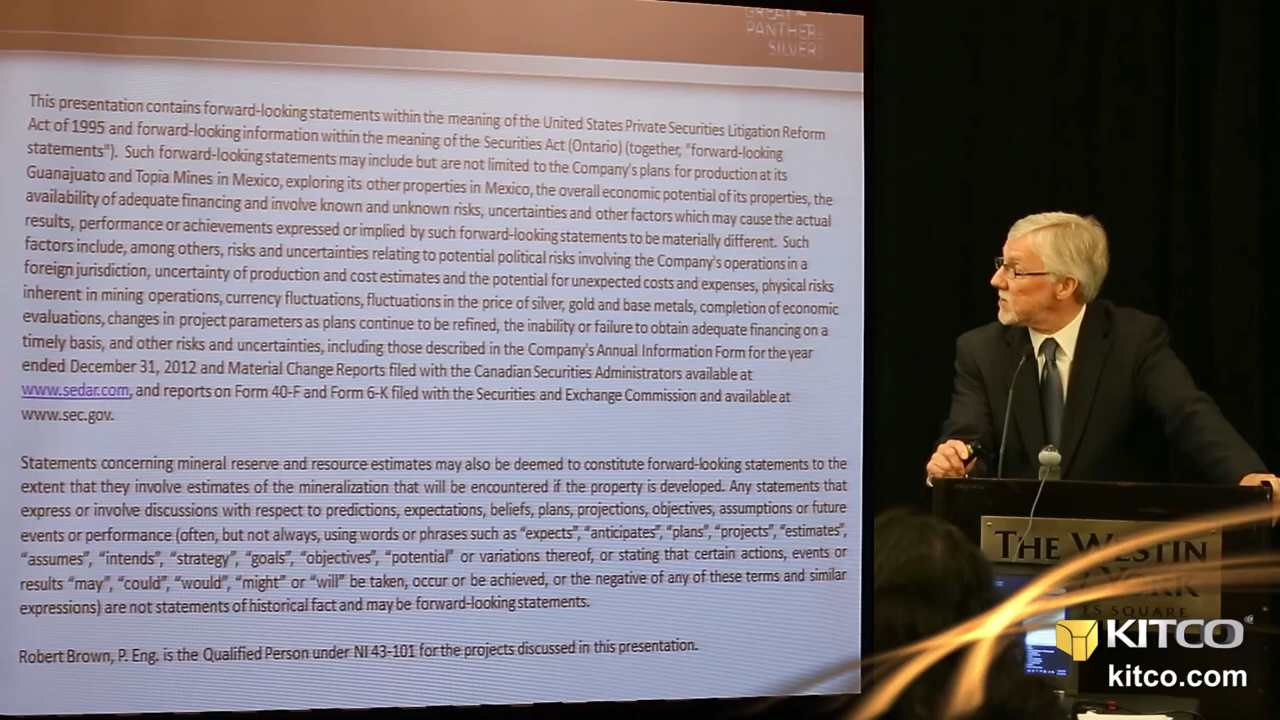 GREAT
PANTHER
SILVER
This presentation contains forward-looking statements within the meaning of the United States Private Securities Litigation Reform
Act of 1995 and forward-looking information within the meaning of the Securities Act (Ontario) (together, "forward-looking
statements"). Such forward-looking statements may include but are not limited to the Company's plans for production at its
Guanajuato and Topia Mines in Mexico, exploring its other properties in Mexico, the overall economic potential of its properties, the
availability of adequate financing and involve known and unknown risks, uncertainties and other factors which may cause the actual
results, performance or achievements expressed or implied by such forward-looking statements to be materially different. Such
factors include, among others, risks and uncertainties relating to potential political risks involving the Company's operations in a
foreign jurisdiction, uncertainty of production and cost estimates and the potential for unexpected costs and expenses, physical risks
inherent in mining operations, currency fluctuations, fluctuations in the price of silver, gold and base metals, completion of economic
evaluations, changes in project parameters as plans continue to be refined, the inability or failure to obtain adequate financing on a
timely basis, and other risks and uncertainties, including those described in the Company's Annual Information Form for the year
ended December 31, 2012 and Material Change Reports filed with the Canadian Securities Administrators available at
www.sedar.com, and reports on Form 40-F and Form 6-K filed with the Securities and Exchange Commission and available at
www.sec.gov.
Statements concerning mineral reserve and resource estimates may also be deemed to constitute forward-looking statements to the
extent that they involve estimates of the mineralization that will be encountered if the property is developed. Any statements that
express or involve discussions with respect to predictions, expectations, beliefs, plans, projections, objectives, assumptions or future
events or performance (often, but not always, using words or phrases such as "expects", "anticipates", "plans", "projects", "estimates",
"assumes", "intends", "strategy", "goals", "objectives", "potential" or variations thereof, or stating that certain actions, events or
results "may", "could", "would", "might" or "will" be taken, occur or be achieved, or the negative of any of these terms and similar
expressions) are not statements of historical fact and may be forward-looking statements.
Robert Brown, P. Eng. is the Qualified Person under NI 43-101 for the projects discussed in this presentation.
THE WESTIN
SQUARE
KITCO
kitco.com